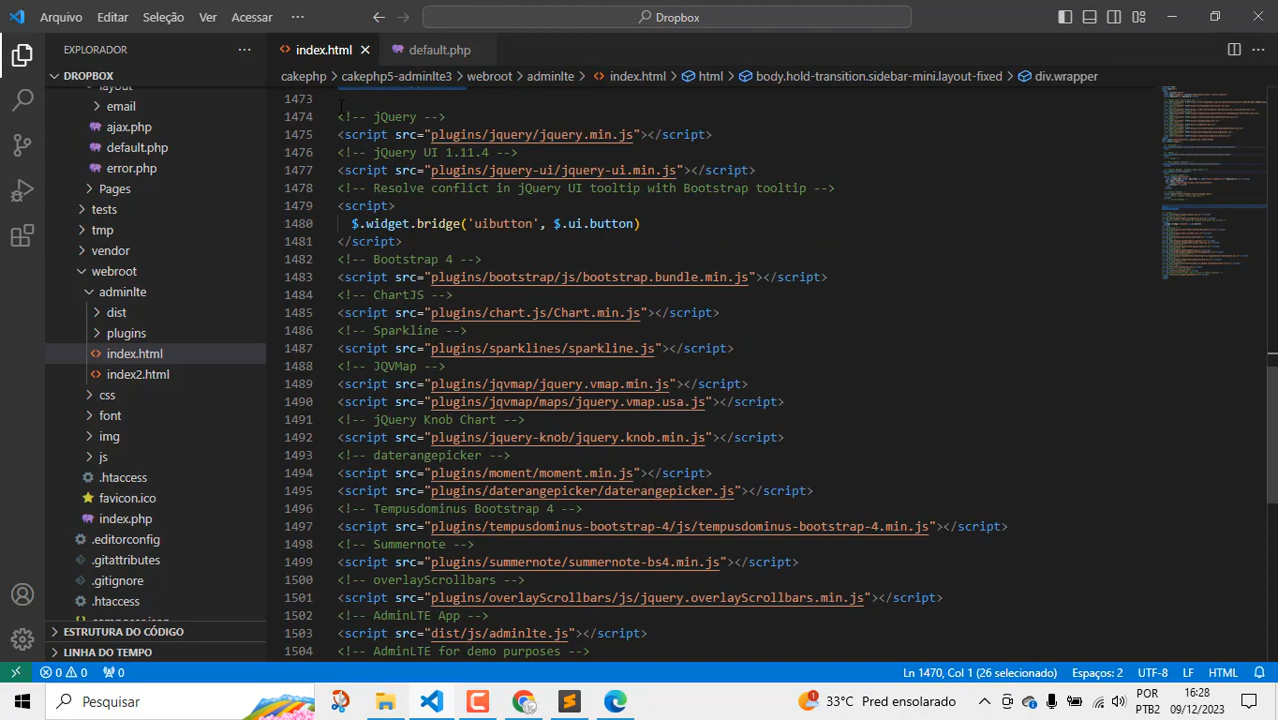 Arquivo Editar Seleção Ver Acessar ··· Dropbox
EXPLORADOR ···
index.html
default.php
DROPBOX
cakephp > cakephp5-adminlte3 > webroot > adminlte > index.html > html > body.hold-transition.sidebar-mini.layout-fixed > div.wrapper
layout
email
ajax.php
default.php
error.php
Pages
tests
tmp
vendor
webroot
adminlte
dist
plugins
index.html
index2.html
css
font
img
js
.htaccess
favicon.ico
index.php
.editorconfig
.gitattributes
.gitignore
.htaccess
ESTRUTURA DO CÓDIGO
LINHA DO TEMPO
1473
1474 <!-- jQuery -->
1475 <script src="plugins/jquery/jquery.min.js"></script>
1476 <!-- jQuery UI 1.11.4 -->
1477 <script src="plugins/jquery-ui/jquery-ui.min.js"></script>
1478 <!-- Resolve conflict in jQuery UI tooltip with Bootstrap tooltip -->
1479 <script>
1480 $.widget.bridge('uibutton', $.ui.button)
1481 </script>
1482 <!-- Bootstrap 4 -->
1483 <script src="plugins/bootstrap/js/bootstrap.bundle.min.js"></script>
1484 <!-- ChartJS -->
1485 <script src="plugins/chart.js/Chart.min.js"></script>
1486 <!-- Sparkline -->
1487 <script src="plugins/sparklines/sparkline.js"></script>
1488 <!-- JQVMap -->
1489 <script src="plugins/jqvmap/jquery.vmap.min.js"></script>
1490 <script src="plugins/jqvmap/maps/jquery.vmap.usa.js"></script>
1491 <!-- jQuery Knob Chart -->
1492 <script src="plugins/jquery-knob/jquery.knob.min.js"></script>
1493 <!-- daterangepicker -->
1494 <script src="plugins/moment/moment.min.js"></script>
1495 <script src="plugins/daterangepicker/daterangepicker.js"></script>
1496 <!-- Tempusdominus Bootstrap 4 -->
1497 <script src="plugins/tempusdominus-bootstrap-4/js/tempusdominus-bootstrap-4.min.js"></script>
1498 <!-- Summernote -->
1499 <script src="plugins/summernote/summernote-bs4.min.js"></script>
1500 <!-- overlayScrollbars -->
1501 <script src="plugins/overlayScrollbars/js/jquery.overlayScrollbars.min.js"></script>
1502 <!-- AdminLTE App -->
1503 <script src="dist/js/adminlte.js"></script>
1504 <!-- AdminLTE for demo purposes -->
0 0 0 Ln 1470, Col 1 (26 selecionado) Espaços: 2 UTF-8 LF HTML
Pesquisar 1 33°C Pred ensolarado POR PTB2 6:28 09/12/2023